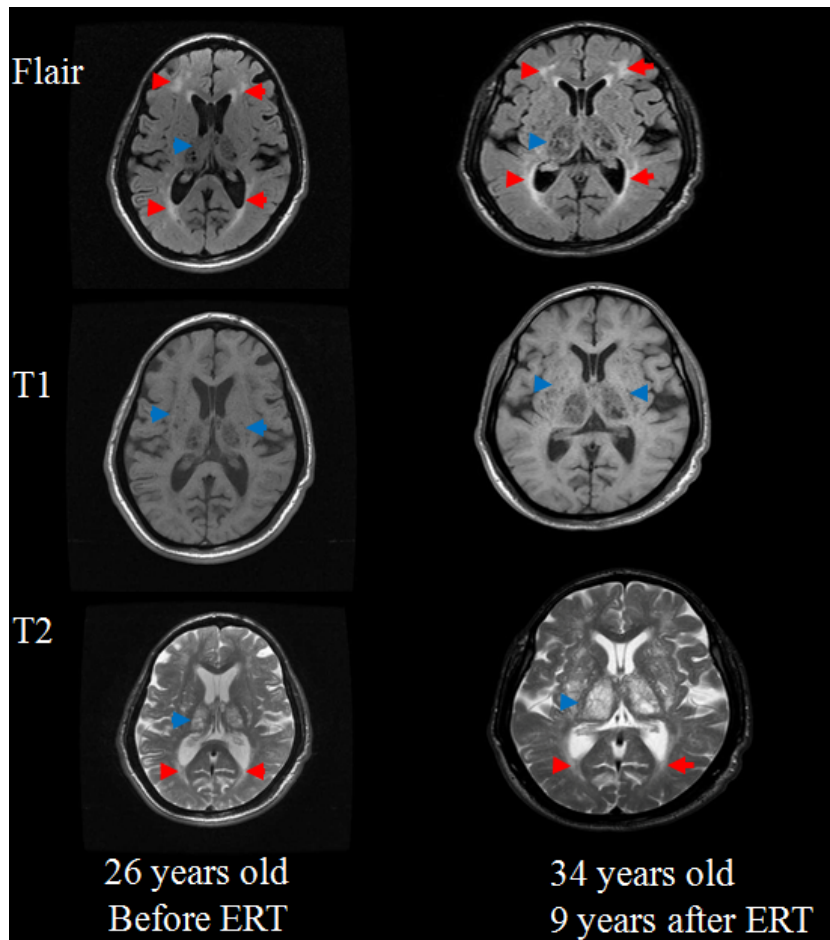 Flair
T1
T2
26 years old
Before ERT
34 years old
9 years after ERT